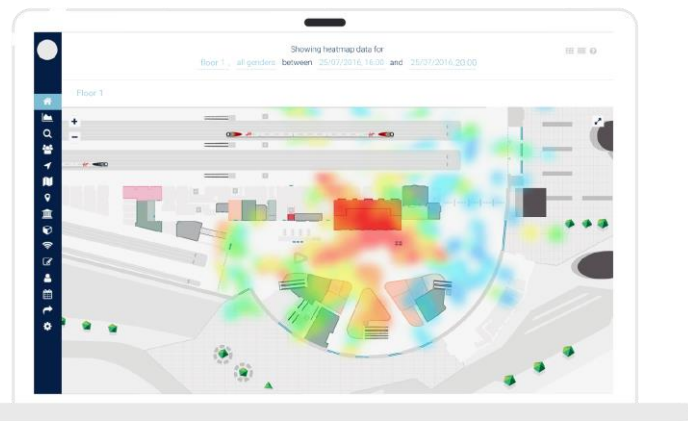 Showing heatmap data for
floor 1, all genders between 25/07/2016, 16:00 and 25/31/2016, 20:00
Floor 1